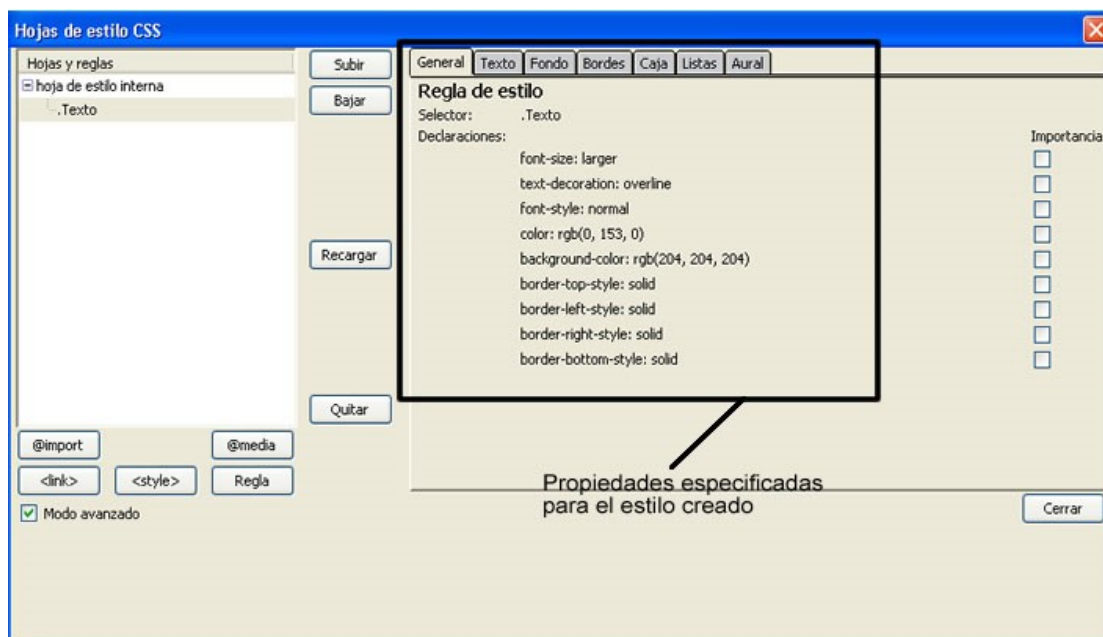 Hojas de estilo CSS
Hojas y reglas
hoja de estilo interna
.Texto
@import
@media
<link>
<style>
Regla
Modo avanzado
Subir
Bajar
Recargar
Quitar
General Texto Fondo Bordes Caja Listas Aural
Regla de estilo
Selector: .Texto
Declaraciones: Importancia
font-size: larger
text-decoration: overline
font-style: normal
color: rgb(0, 153, 0)
background-color: rgb(204, 204, 204)
border-top-style: solid
border-left-style: solid
border-right-style: solid
border-bottom-style: solid
Propiedades especificadas
para el estilo creado
Cerrar